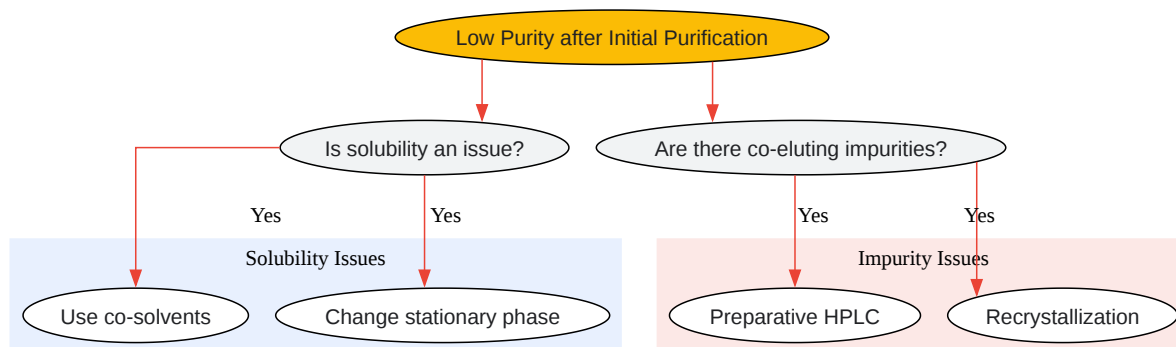 Low Purity after Initial Purification
Is solubility an issue?
Are there co-eluting impurities?
Yes
Yes
Yes
Yes
Solubility Issues
Impurity Issues
Use co-solvents
Change stationary phase
Preparative HPLC
Recrystallization